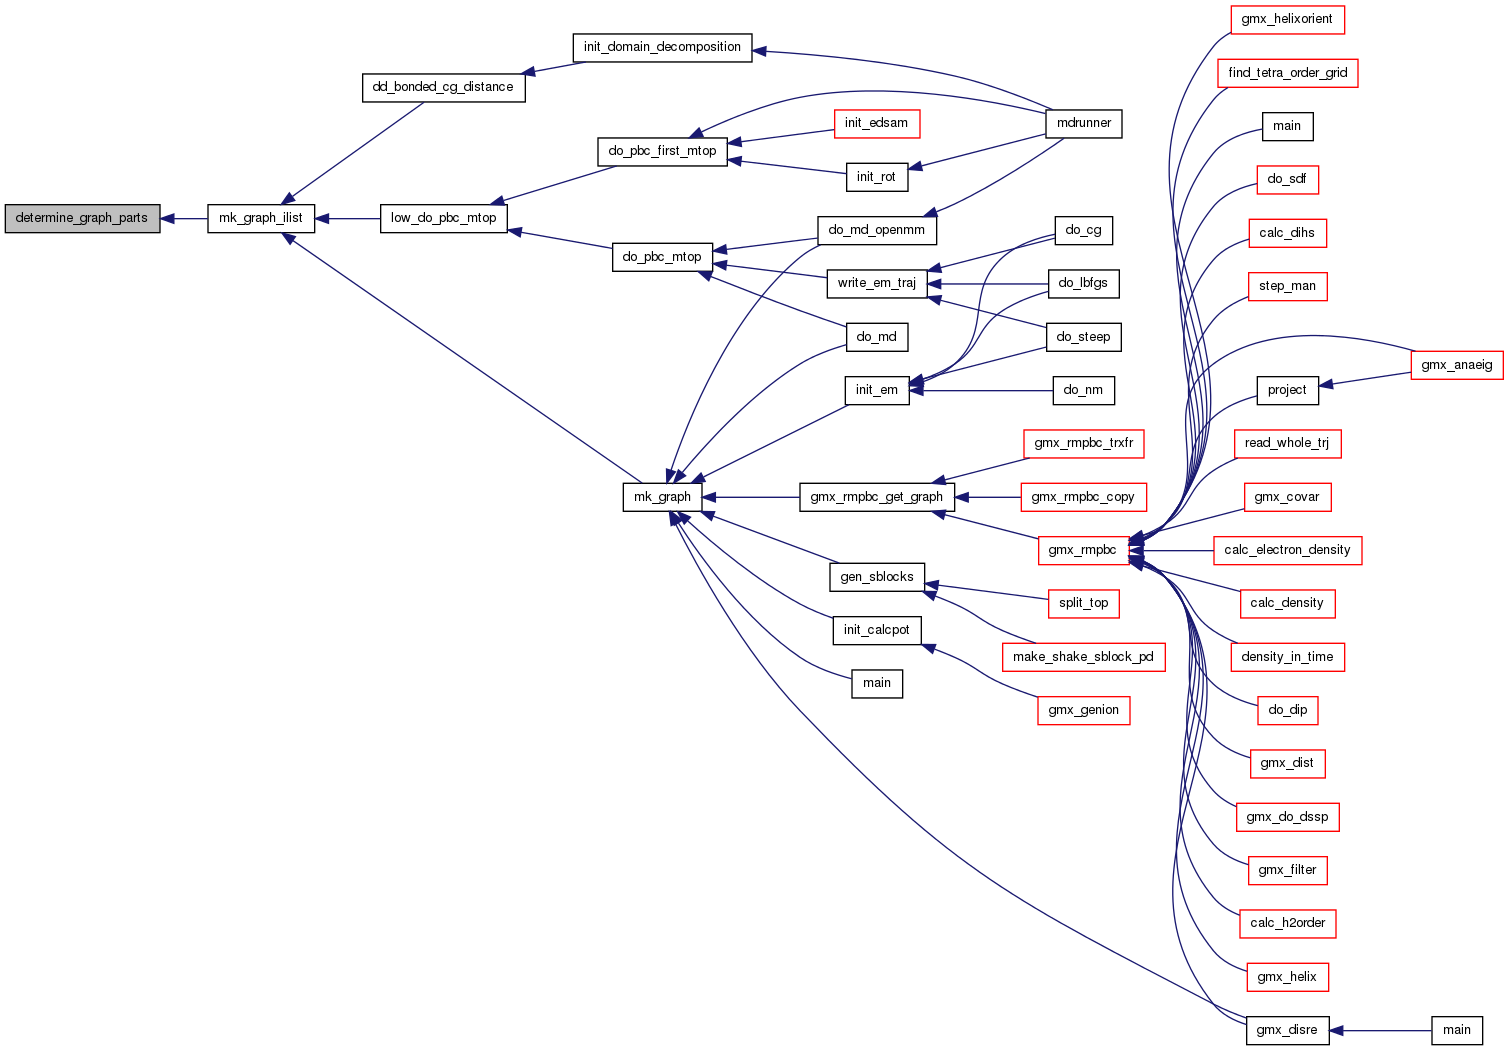 gmx_helixorient
init_domain_decomposition
find_tetra_order_grid
dd_bonded_cg_distance
init_edsam
mdrunner
main
do_pbc_first_mtop
init_rot
do_sdf
determine_graph_parts
mk_graph_ilist
low_do_pbc_mtop
do_md_openmm
do_cg
calc_dihs
do_pbc_mtop
write_em_traj
do_lbfgs
step_man
do_md
do_steep
gmx_anaeig
init_em
do_nm
project
gmx_rmpbc_trxfr
read_whole_trj
mk_graph
gmx_rmpbc_get_graph
gmx_rmpbc_copy
gmx_covar
gmx_rmpbc
calc_electron_density
gen_sblocks
split_top
calc_density
init_calcpot
make_shake_sblock_pd
density_in_time
main
gmx_genion
do_dip
gmx_dist
gmx_do_dssp
gmx_filter
calc_h2order
gmx_helix
gmx_disre
main